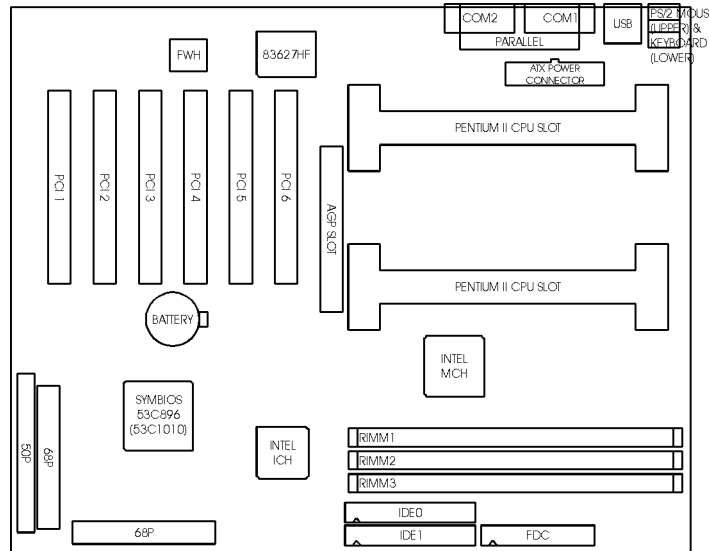 COM2
COM1
PARALLEL
USB
PS/2 MOUS
(UPPER) &
KEYBOARD
(LOWER)
FWH
83627HF
ATX POWER
CONNECTOR
PENTIUM II CPU SLOT
PCI 1
PCI 2
PCI 3
PCI 4
PCI 5
PCI 6
AGP SLOT
PENTIUM II CPU SLOT
BATTERY
INTEL
MCH
SYMBIOS
53C896
(53C1010)
INTEL
ICH
RIMM1
RIMM2
RIMM3
50P
68P
68P
IDE0
IDE1
FDC